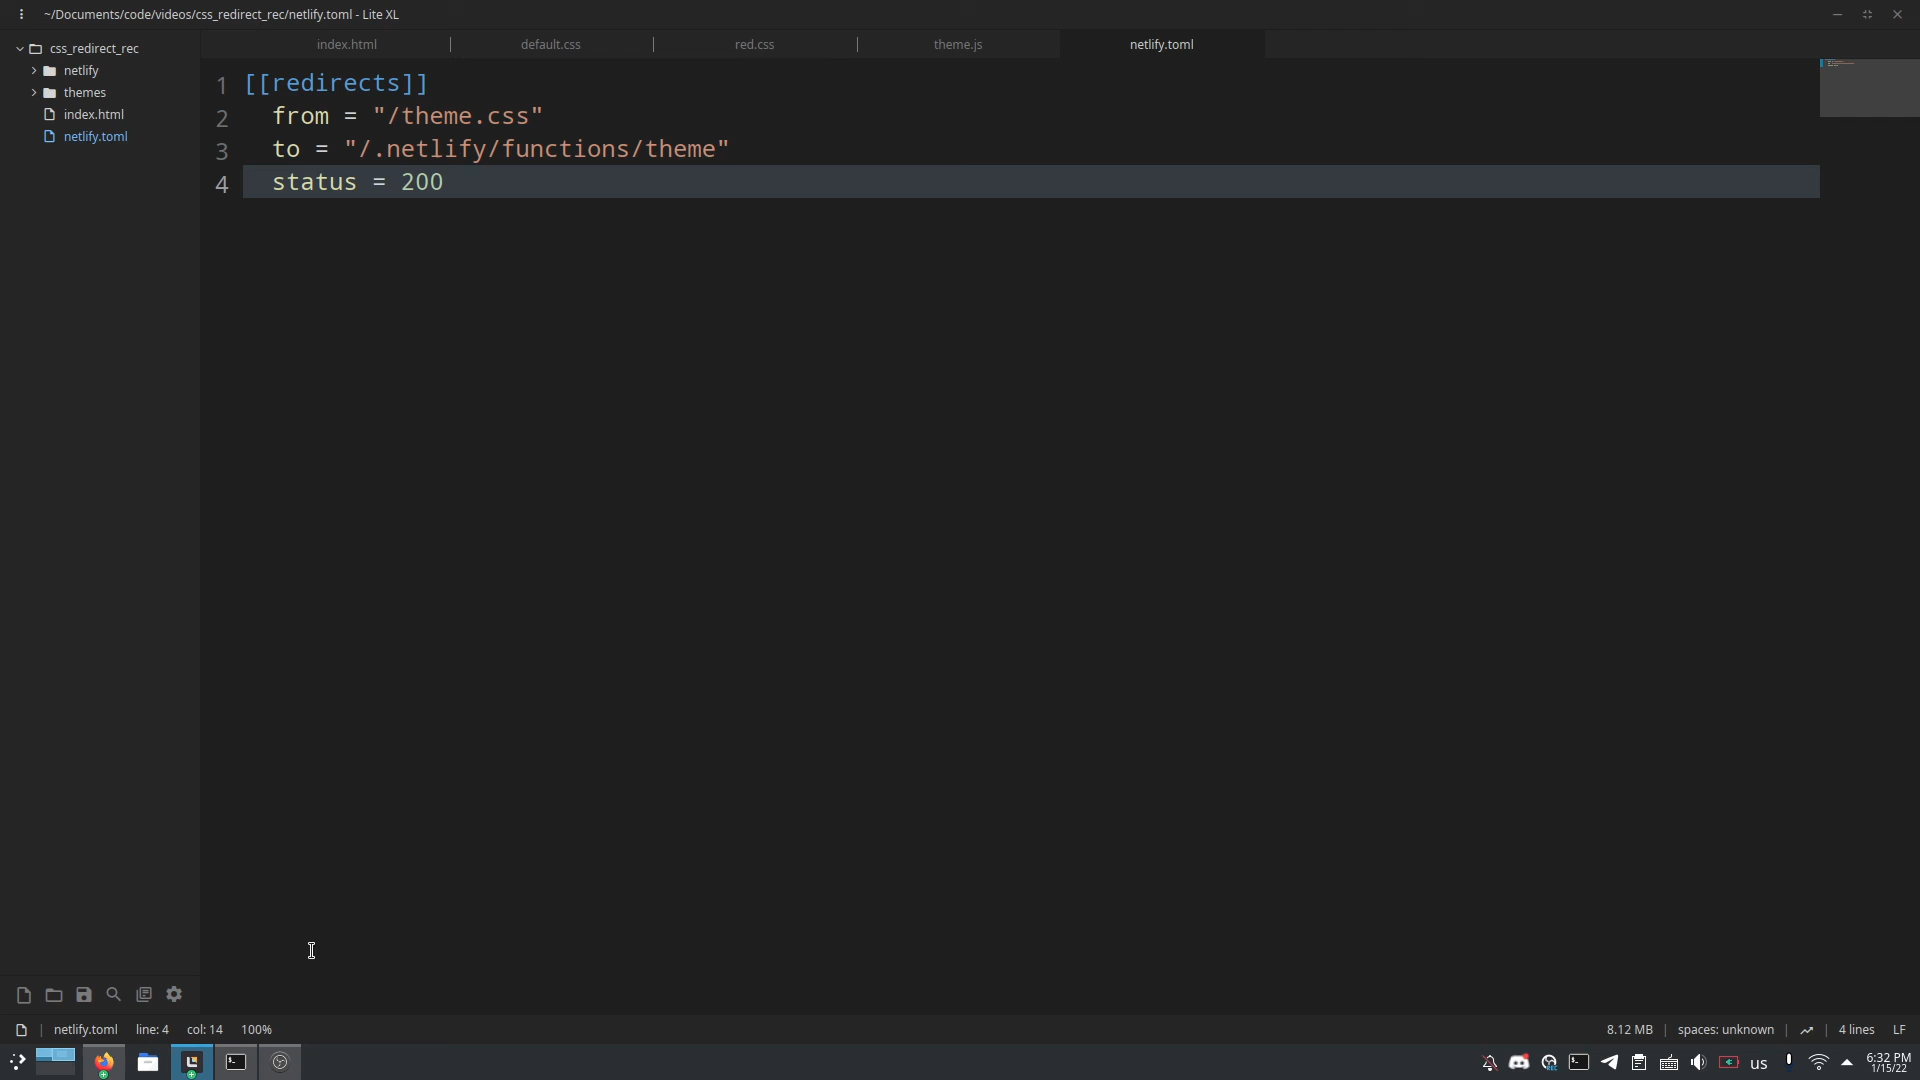 ~/Documents/code/videos/css_redirect_rec/netlify.toml - Lite XL
css_redirect_rec
netlify
themes
index.html
netlify.toml
index.html
default.css
red.css
theme.js
netlify.toml
1 [[redirects]]
2 from = "/theme.css"
3 to = "/.netlify/functions/theme"
4 status = 200
netlify.toml line: 4 col: 14 100%
8.12 MB spaces: unknown 4 lines LF
us
6:32 PM
1/15/22